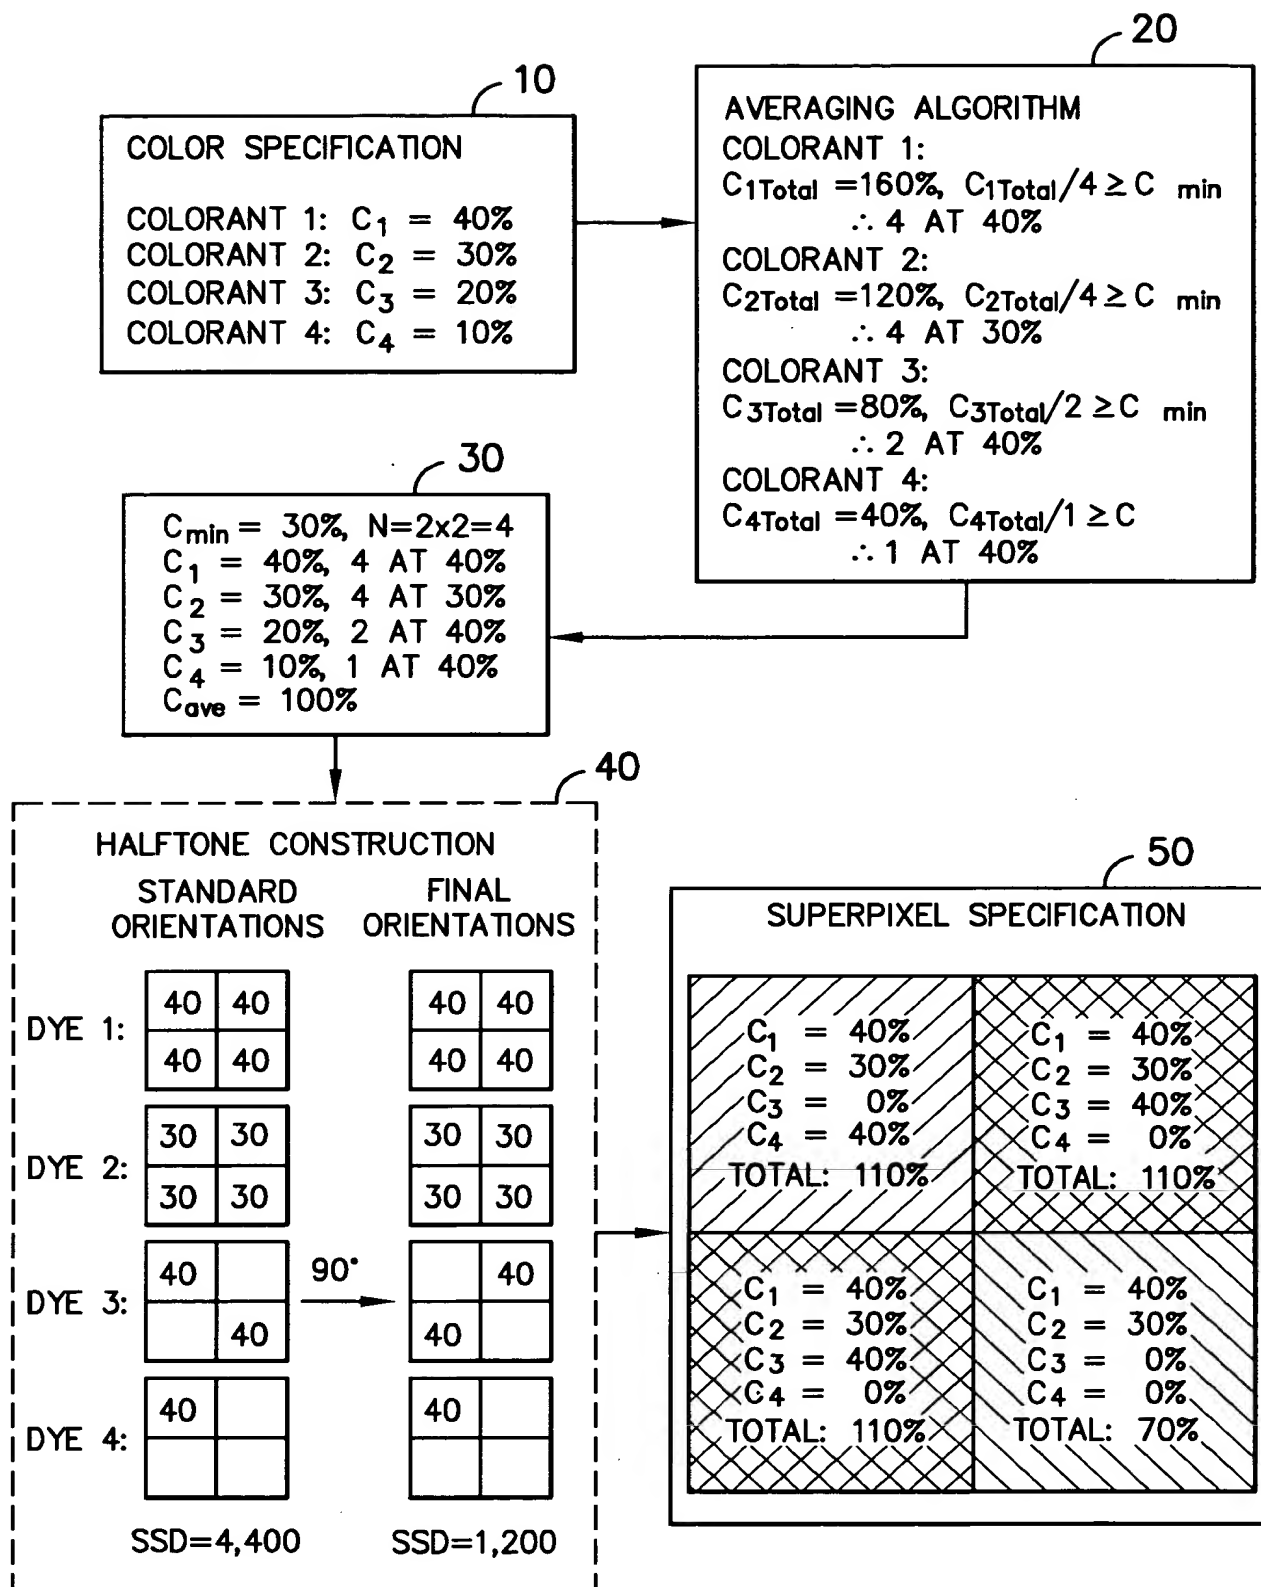 10
COLOR SPECIFICATION
COLORANT 1: C1 = 40%
COLORANT 2: C2 = 30%
COLORANT 3: C3 = 20%
COLORANT 4: C4 = 10%
20
AVERAGING ALGORITHM
COLORANT 1:
C1Total =160%, C1Total/4 ≥ C min
∴ 4 AT 40%
COLORANT 2:
C2Total =120%, C2Total/4 ≥ C min
∴ 4 AT 30%
COLORANT 3:
C3Total =80%, C3Total/2 ≥ C min
∴ 2 AT 40%
COLORANT 4:
C4Total =40%, C4Total/1 ≥ C
∴ 1 AT 40%
30
Cmin = 30%, N=2x2=4
C1 = 40%, 4 AT 40%
C2 = 30%, 4 AT 30%
C3 = 20%, 2 AT 40%
C4 = 10%, 1 AT 40%
Cave = 100%
40
HALFTONE CONSTRUCTION
STANDARD ORIENTATIONS
FINAL ORIENTATIONS
DYE 1:
40 40
40 40
40 40
40 40
DYE 2:
30 30
30 30
30 30
30 30
DYE 3:
40
40
90°
40
40
DYE 4:
40
40
SSD=4,400
SSD=1,200
50
SUPERPIXEL SPECIFICATION
C1 = 40%
C2 = 30%
C3 = 0%
C4 = 40%
TOTAL: 110%
C1 = 40%
C2 = 30%
C3 = 40%
C4 = 0%
TOTAL: 110%
C1 = 40%
C2 = 30%
C3 = 40%
C4 = 0%
TOTAL: 110%
C1 = 40%
C2 = 30%
C3 = 0%
C4 = 0%
TOTAL: 70%